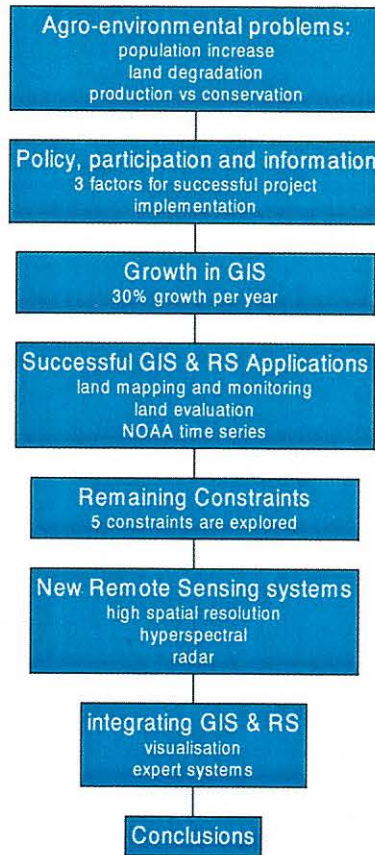 Agro-environmental problems:
population increase
land degradation
production vs conservation
Policy, participation and information
3 factors for successful project
implementation
Growth in GIS
30% growth per year
Successful GIS & RS Applications
land mapping and monitoring
land evaluation
NOAA time series
Remaining Constraints
5 constraints are explored
New Remote Sensing systems
high spatial resolution
hyperspectral
radar
integrating GIS & RS
visualisation
expert systems
Conclusions